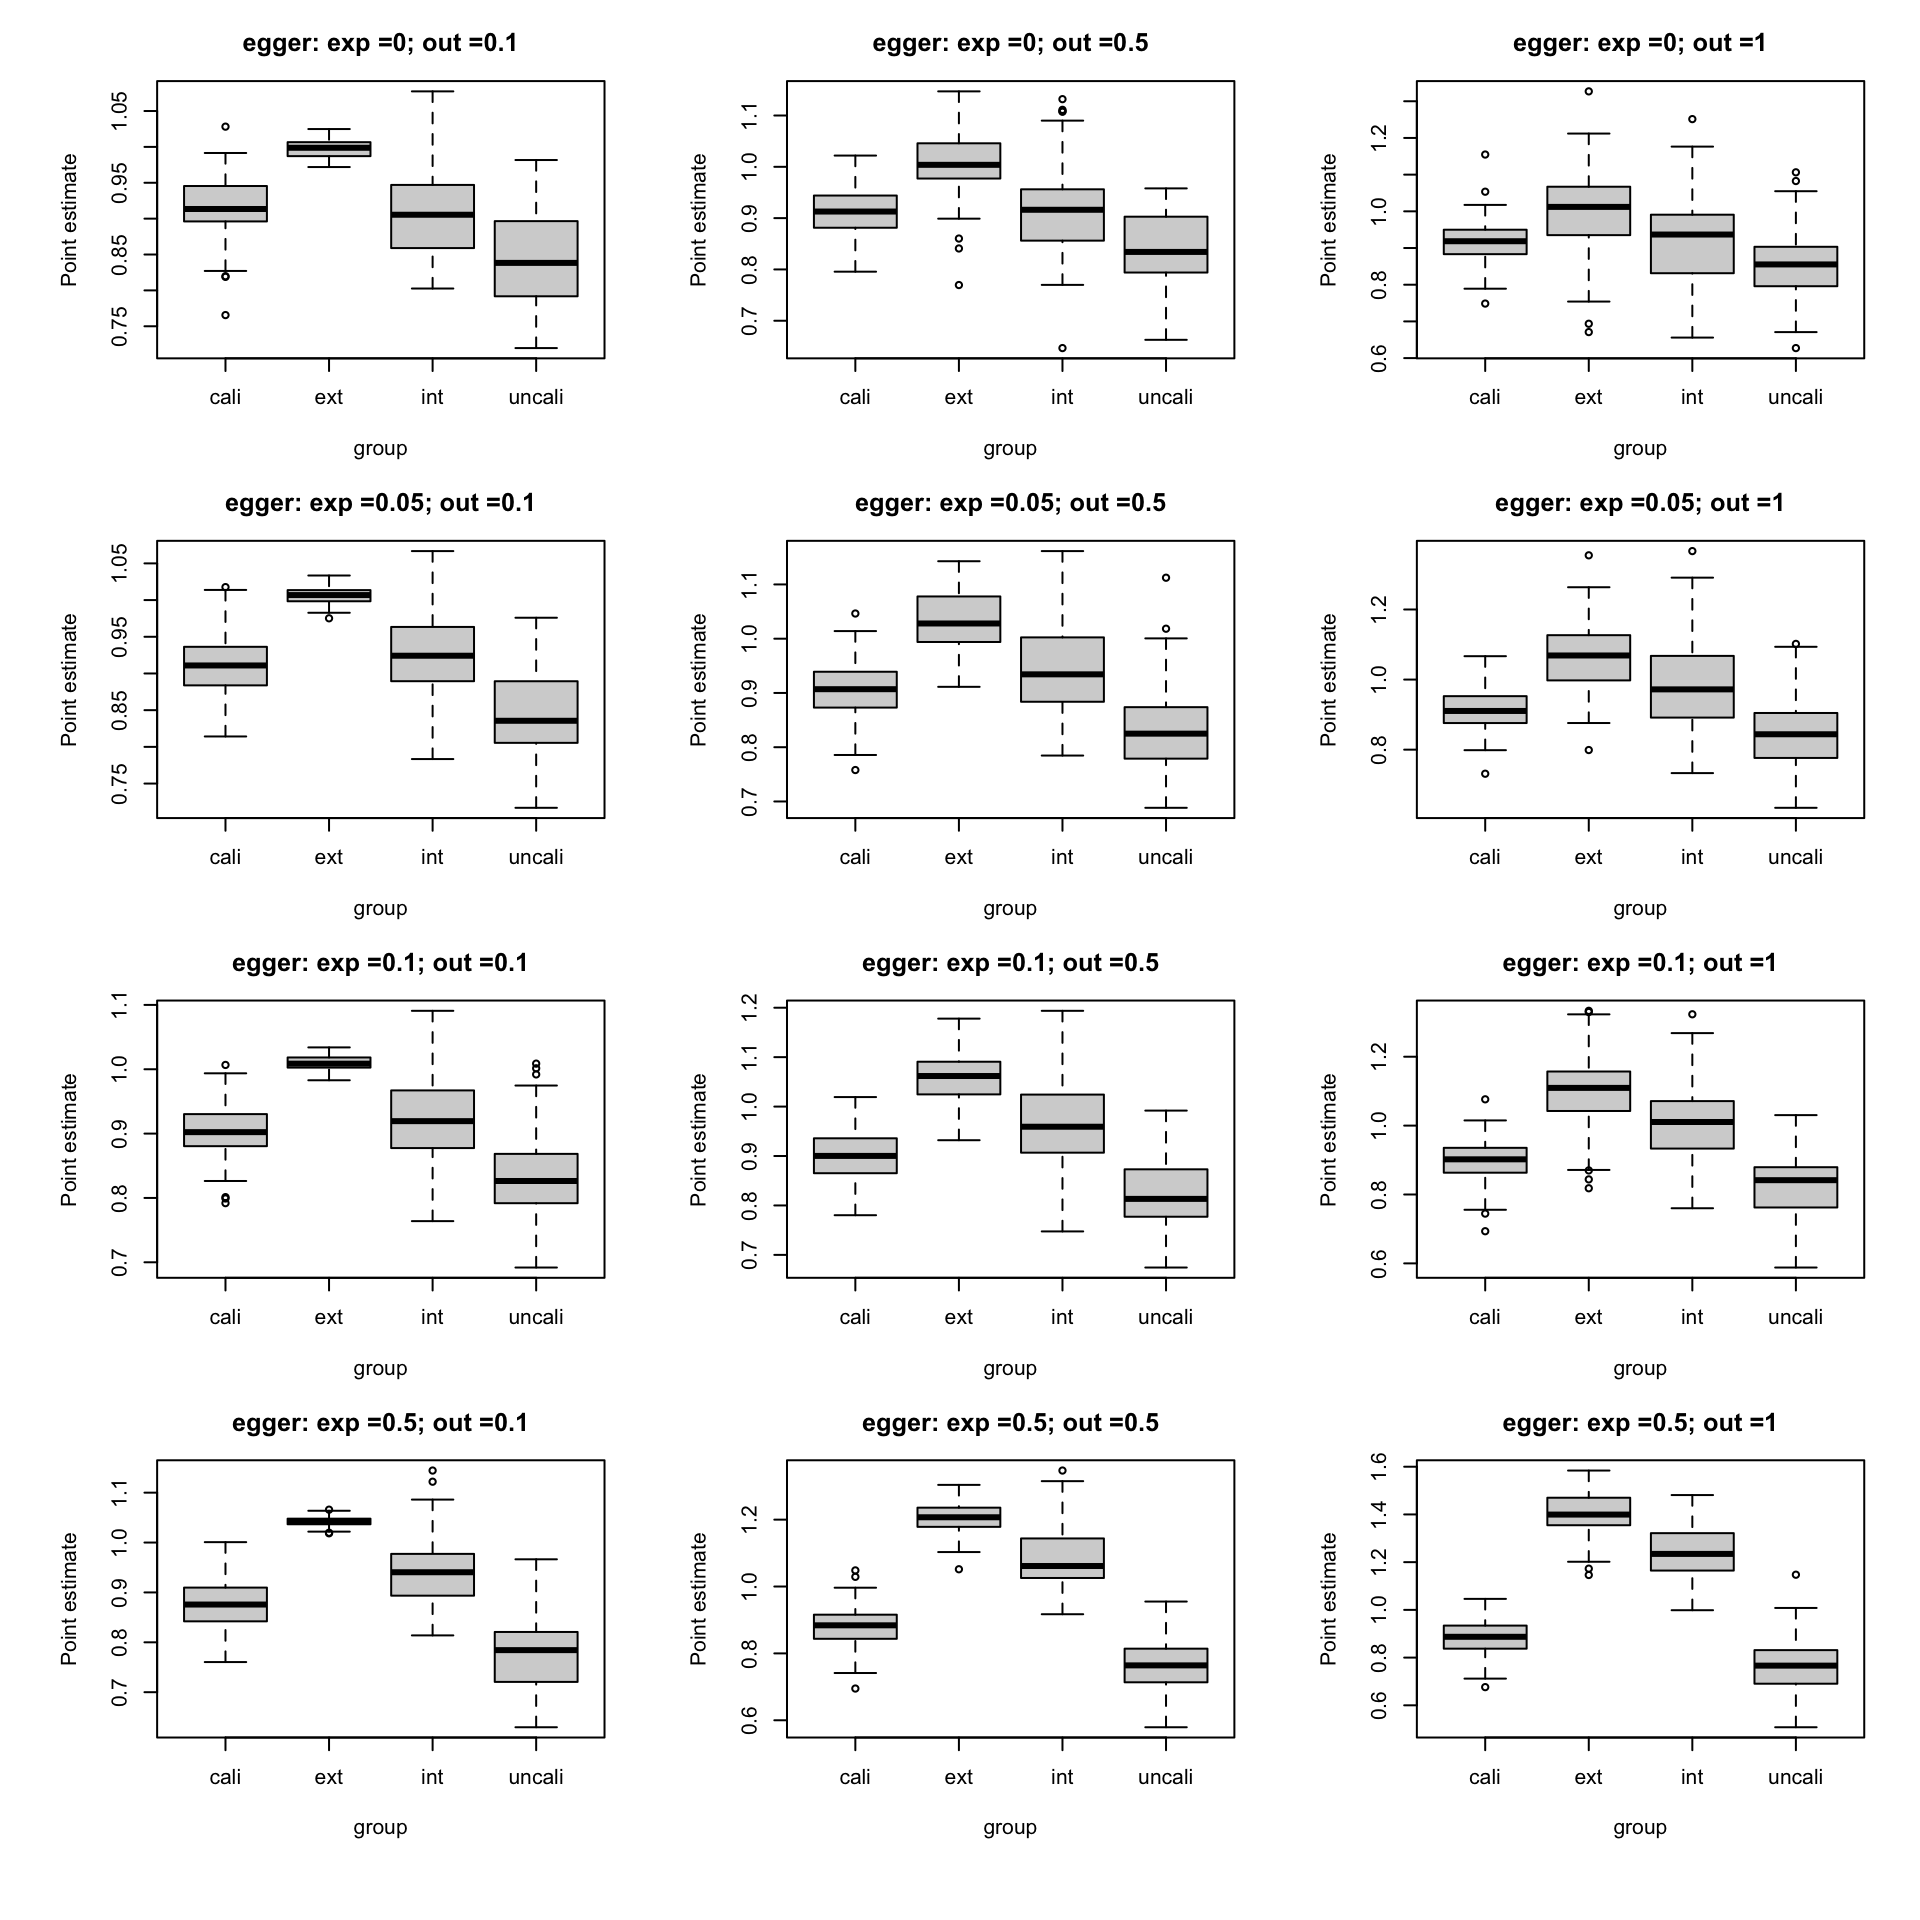 egger: exp =0; out =0.1
Point estimate
0.75 0.85 0.95 1.05
cali ext int uncali
group
egger: exp =0; out =0.5
Point estimate
0.7 0.8 0.9 1.0 1.1
cali ext int uncali
group
egger: exp =0; out =1
Point estimate
0.6 0.8 1.0 1.2
cali ext int uncali
group
egger: exp =0.05; out =0.1
Point estimate
0.75 0.85 0.95 1.05
cali ext int uncali
group
egger: exp =0.05; out =0.5
Point estimate
0.7 0.8 0.9 1.0 1.1
cali ext int uncali
group
egger: exp =0.05; out =1
Point estimate
0.8 1.0 1.2
cali ext int uncali
group
egger: exp =0.1; out =0.1
Point estimate
0.7 0.8 0.9 1.0 1.1
cali ext int uncali
group
egger: exp =0.1; out =0.5
Point estimate
0.7 0.8 0.9 1.0 1.1 1.2
cali ext int uncali
group
egger: exp =0.1; out =1
Point estimate
0.6 0.8 1.0 1.2
cali ext int uncali
group
egger: exp =0.5; out =0.1
Point estimate
0.7 0.8 0.9 1.0 1.1
cali ext int uncali
group
egger: exp =0.5; out =0.5
Point estimate
0.6 0.8 1.0 1.2
cali ext int uncali
group
egger: exp =0.5; out =1
Point estimate
0.6 0.8 1.0 1.2 1.4 1.6
cali ext int uncali
group